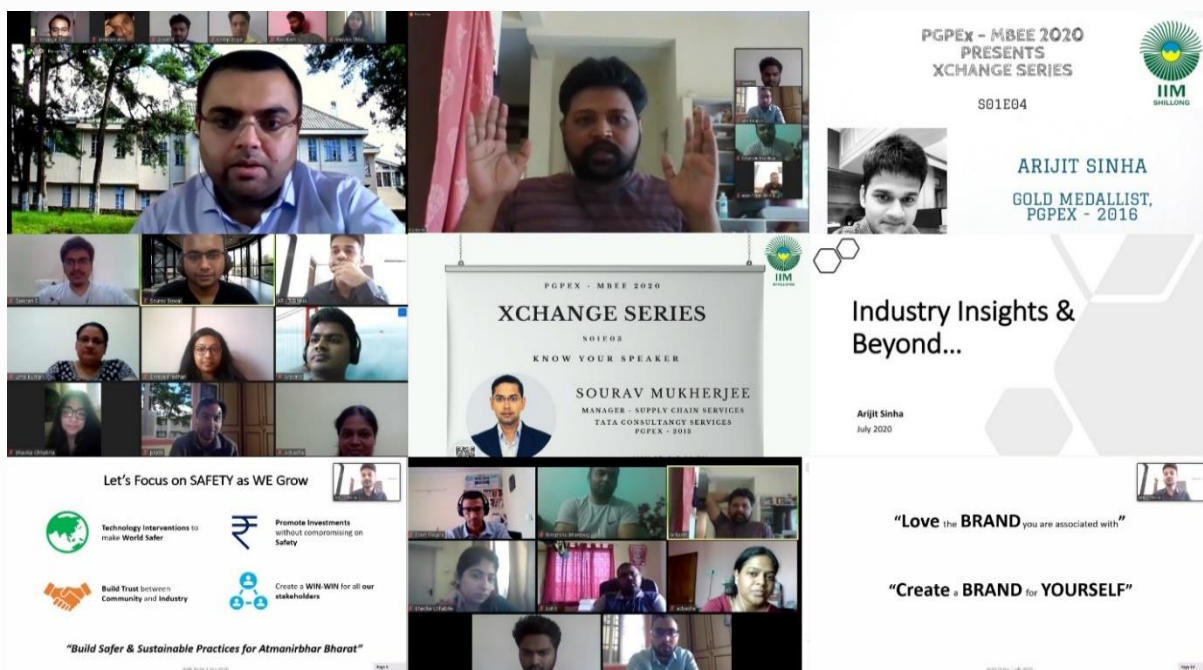 PGPEx - MBEE 2020
PRESENTS
XCHANGE SERIES
S01E04
IIM
SHILLONG
ARIJIT SINHA
GOLD MEDALLIST,
PGPEX - 2016
PGPEX - MBEE 2020
XCHANGE SERIES
S01E03
KNOW YOUR SPEAKER
SOURAV MUKHERJEE
MANAGER - SUPPLY CHAIN SERVICES
TATA CONSULTANCY SERVICES
PGPEX - 2015
IIM
SHILLONG
Industry Insights &
Beyond...
Arijit Sinha
July 2020
Let's Focus on SAFETY as WE Grow
Technology Interventions to
make World Safer
Promote Investments
without compromising on
Safety
Build Trust between
Community and Industry
Create a WIN-WIN for all our
stakeholders
"Build Safer & Sustainable Practices for Atmanirbhar Bharat"
"Love the BRAND you are associated with"
"Create a BRAND for YOURSELF"